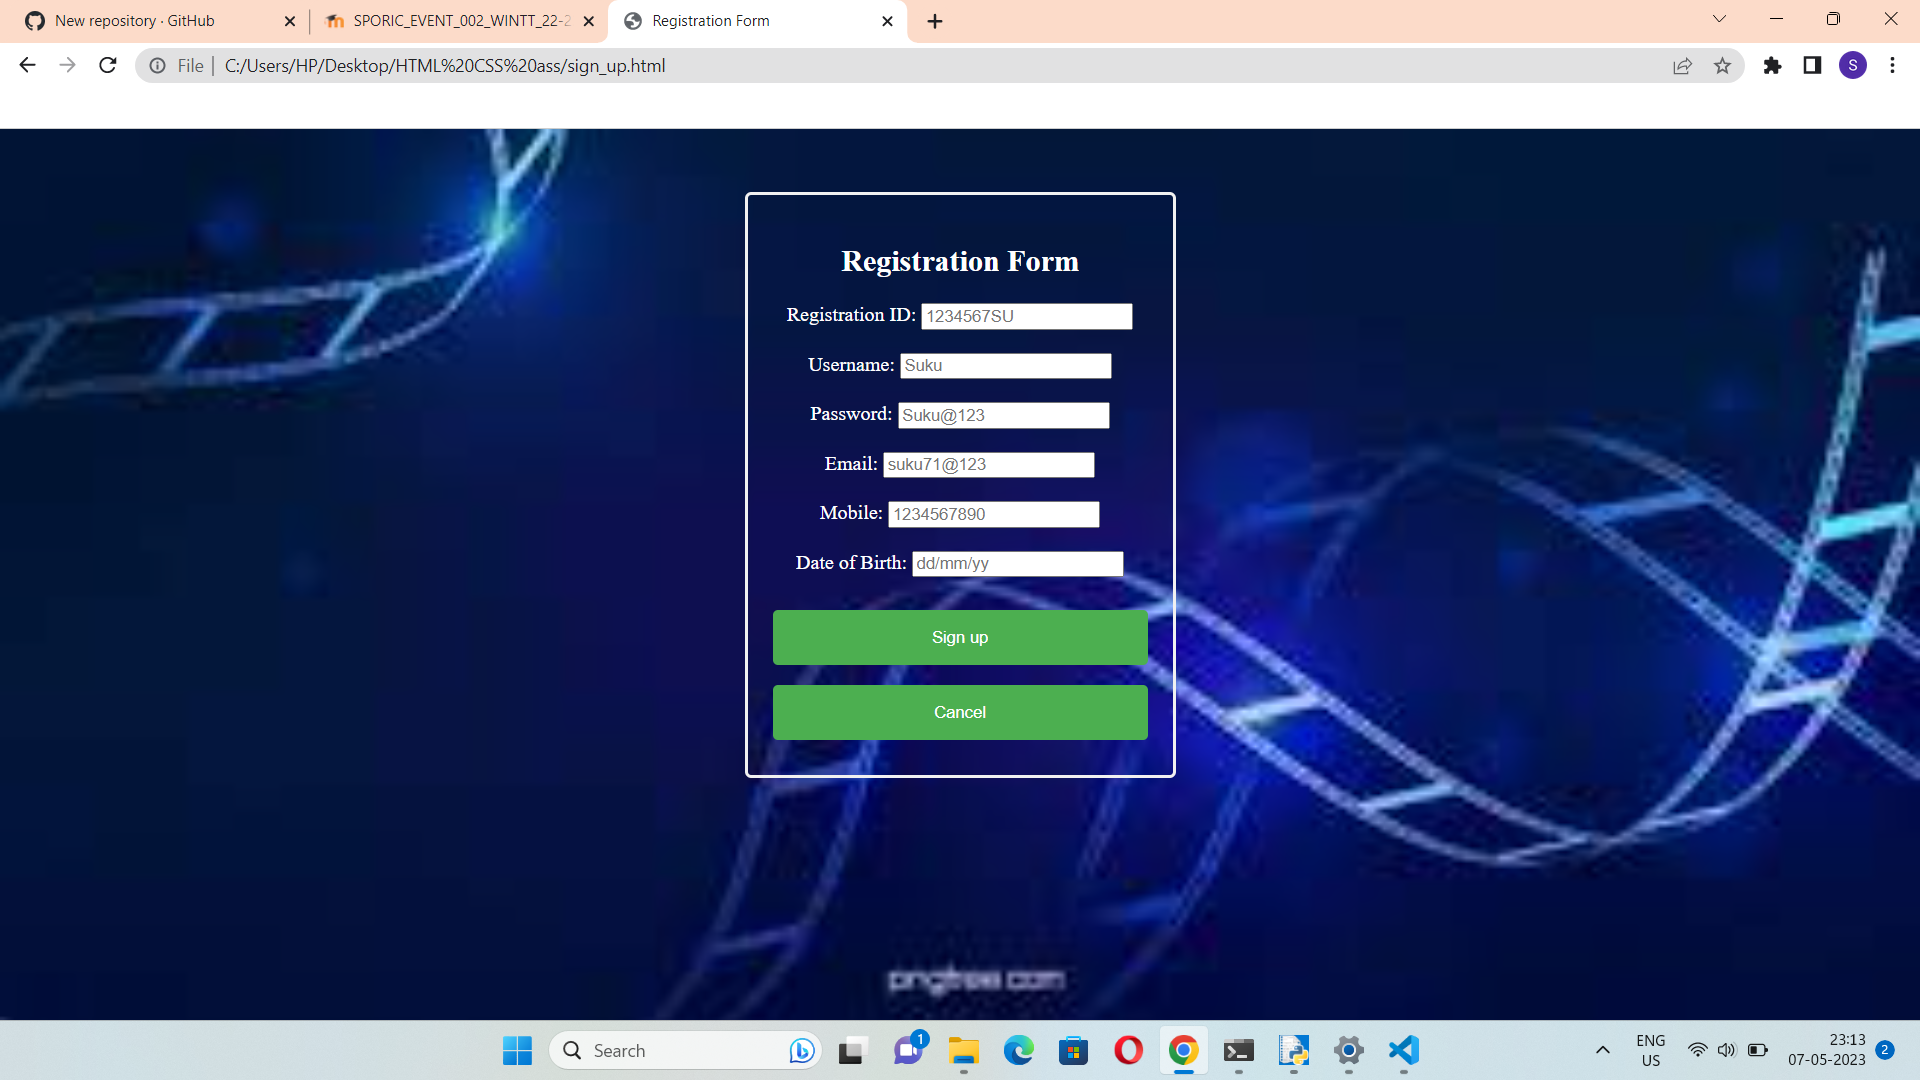 New repository · GitHub
SPORIC_EVENT_002_WINTT_22-2
Registration Form
File
C:/Users/HP/Desktop/HTML%20CSS%20ass/sign_up.html
S
Registration Form
Registration ID: 1234567SU
Username: Suku
Password: Suku@123
Email: suku71@123
Mobile: 1234567890
Date of Birth: dd/mm/yy
Sign up
Cancel
pngtree.com
Search
1
ENG
US
23:13
07-05-2023
2